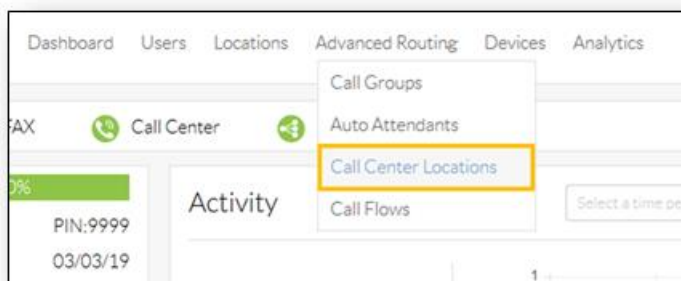 Dashboard Users Locations Advanced Routing Devices Analytics
Call Groups
FAX Call Center Auto Attendants
Call Center Locations
0%
Activity Call Flows Select a time pe
PIN:9999
03/03/19
1